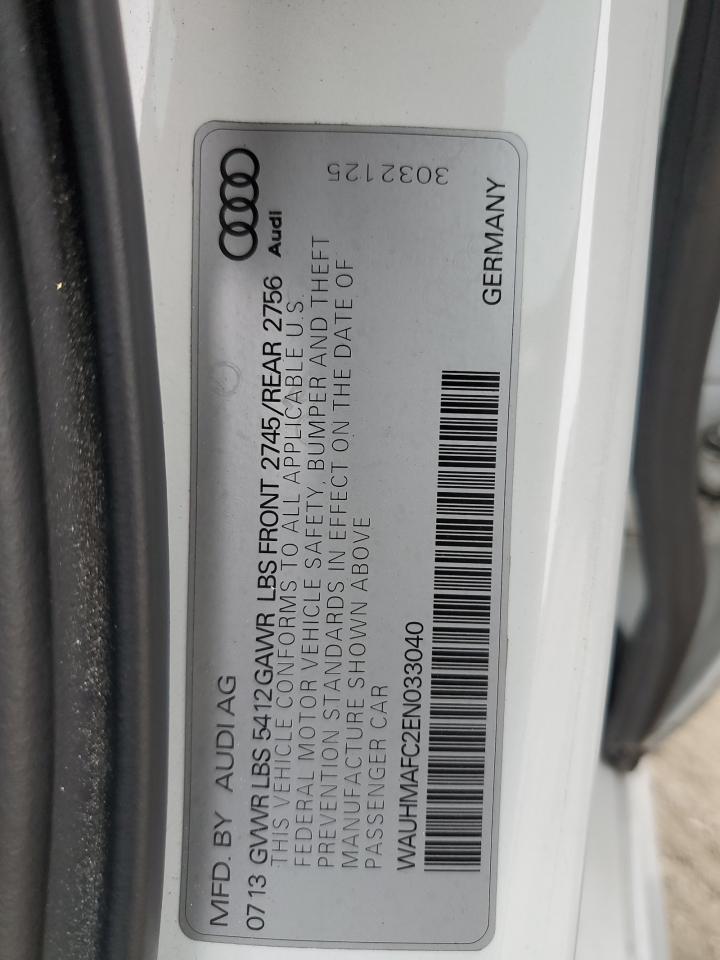 MFD. BY AUDI AG
07 13 GVWR LBS 5412 GAWR LBS FRONT 2745/REAR 2756
Audi
THIS VEHICLE CONFORMS TO ALL APPLICABLE U.S.
FEDERAL MOTOR VEHICLE SAFETY, BUMPER AND THEFT
PREVENTION STANDARDS IN EFFECT ON THE DATE OF
MANUFACTURE SHOWN ABOVE
PASSENGER CAR
3032125
WAUHMAFC2EN033040
GERMANY